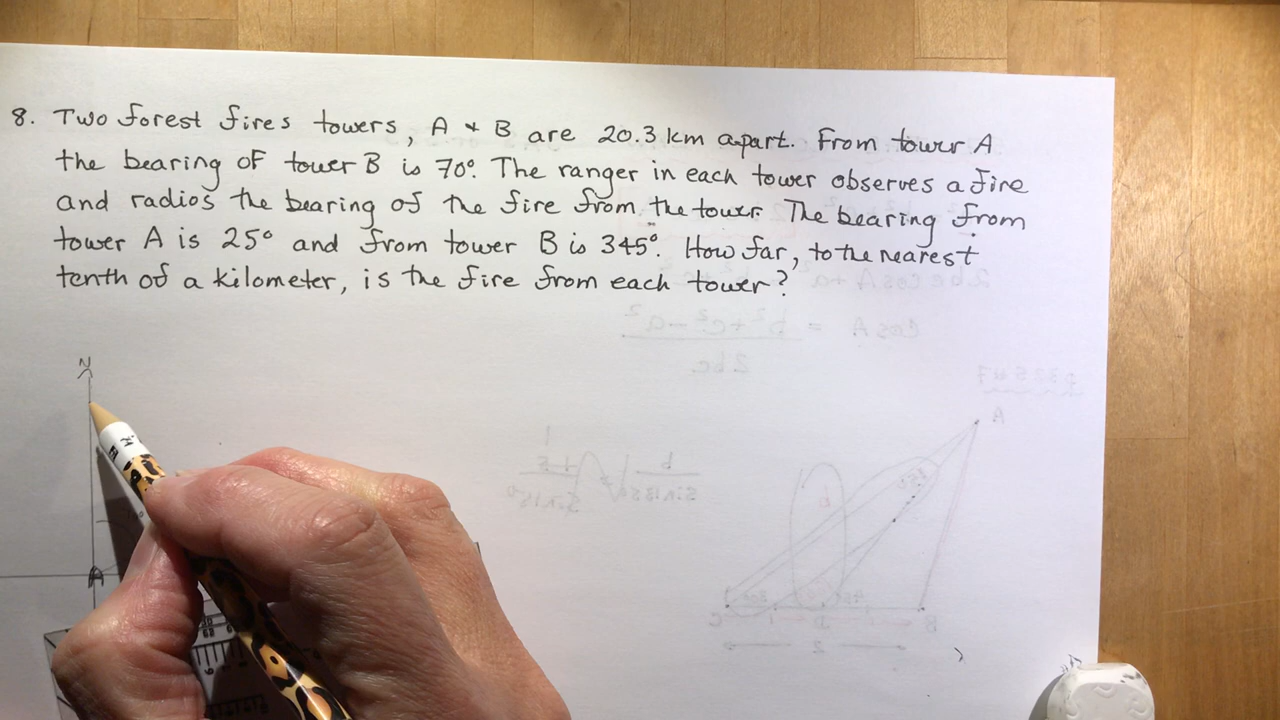 8. Two forest fires towers, A + B are 20.3 km apart. From tower A
the bearing of tower B is 70°. The ranger in each tower observes a fire
and radios the bearing of the fire from the tower. The bearing from
tower A is 25° and from tower B is 345°. How far, to the nearest
tenth of a kilometer, is the fire from each tower?
N
A